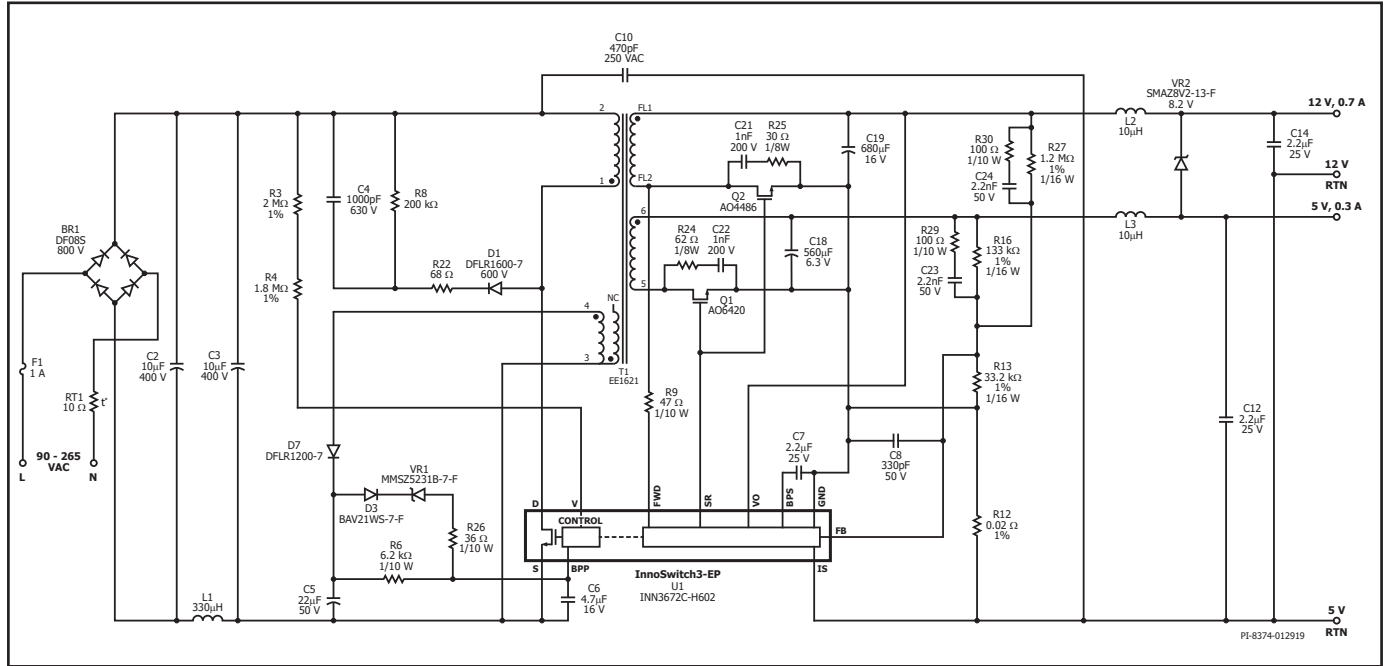 C10
470pF
250 VAC
VR2
SMAZ8V2-13-F
8.2 V
2
FL1
12 V, 0.7 A
L2
10μH
C21
1nF
200 V
R25
30 Ω
1/8W
C19
680μF
16 V
R30
100 Ω
1/10 W
R27
1.2 MΩ
1%
1/16 W
C24
2.2nF
50 V
C14
2.2μF
25 V
12 V
RTN
1
FL2
Q2
AO4486
R3
2 MΩ
1%
C4
1000pF
630 V
R8
200 kΩ
6
5 V, 0.3 A
L3
10μH
BR1
DF08S
800 V
R24
62 Ω
1/8W
C22
1nF
200 V
C18
560μF
6.3 V
R29
100 Ω
1/10 W
R16
133 kΩ
1%
1/16 W
C23
2.2nF
50 V
R22
68 Ω
D1
DFLR1600-7
600 V
R4
1.8 MΩ
1%
5
Q1
AO6420
4
NC
3
T1
EE1621
F1
1 A
C2
10μF
400 V
C3
10μF
400 V
RT1
10 Ω
t°
R9
47 Ω
1/10 W
R13
33.2 kΩ
1%
1/16 W
C12
2.2μF
25 V
L
90 - 265
VAC
N
D7
DFLR1200-7
C7
2.2μF
25 V
C8
330pF
50 V
VR1
MMSZ5231B-7-F
D3
BAV21WS-7-F
R26
36 Ω
1/10 W
D
V
FWD
SR
VO
BPS
GND
CONTROL
FB
R12
0.02 Ω
1%
R6
6.2 kΩ
1/10 W
S
BPP
IS
InnoSwitch3-EP
U1
INN3672C-H602
L1
330μH
C5
22μF
50 V
C6
4.7μF
16 V
5 V
RTN
PI-8374-012919